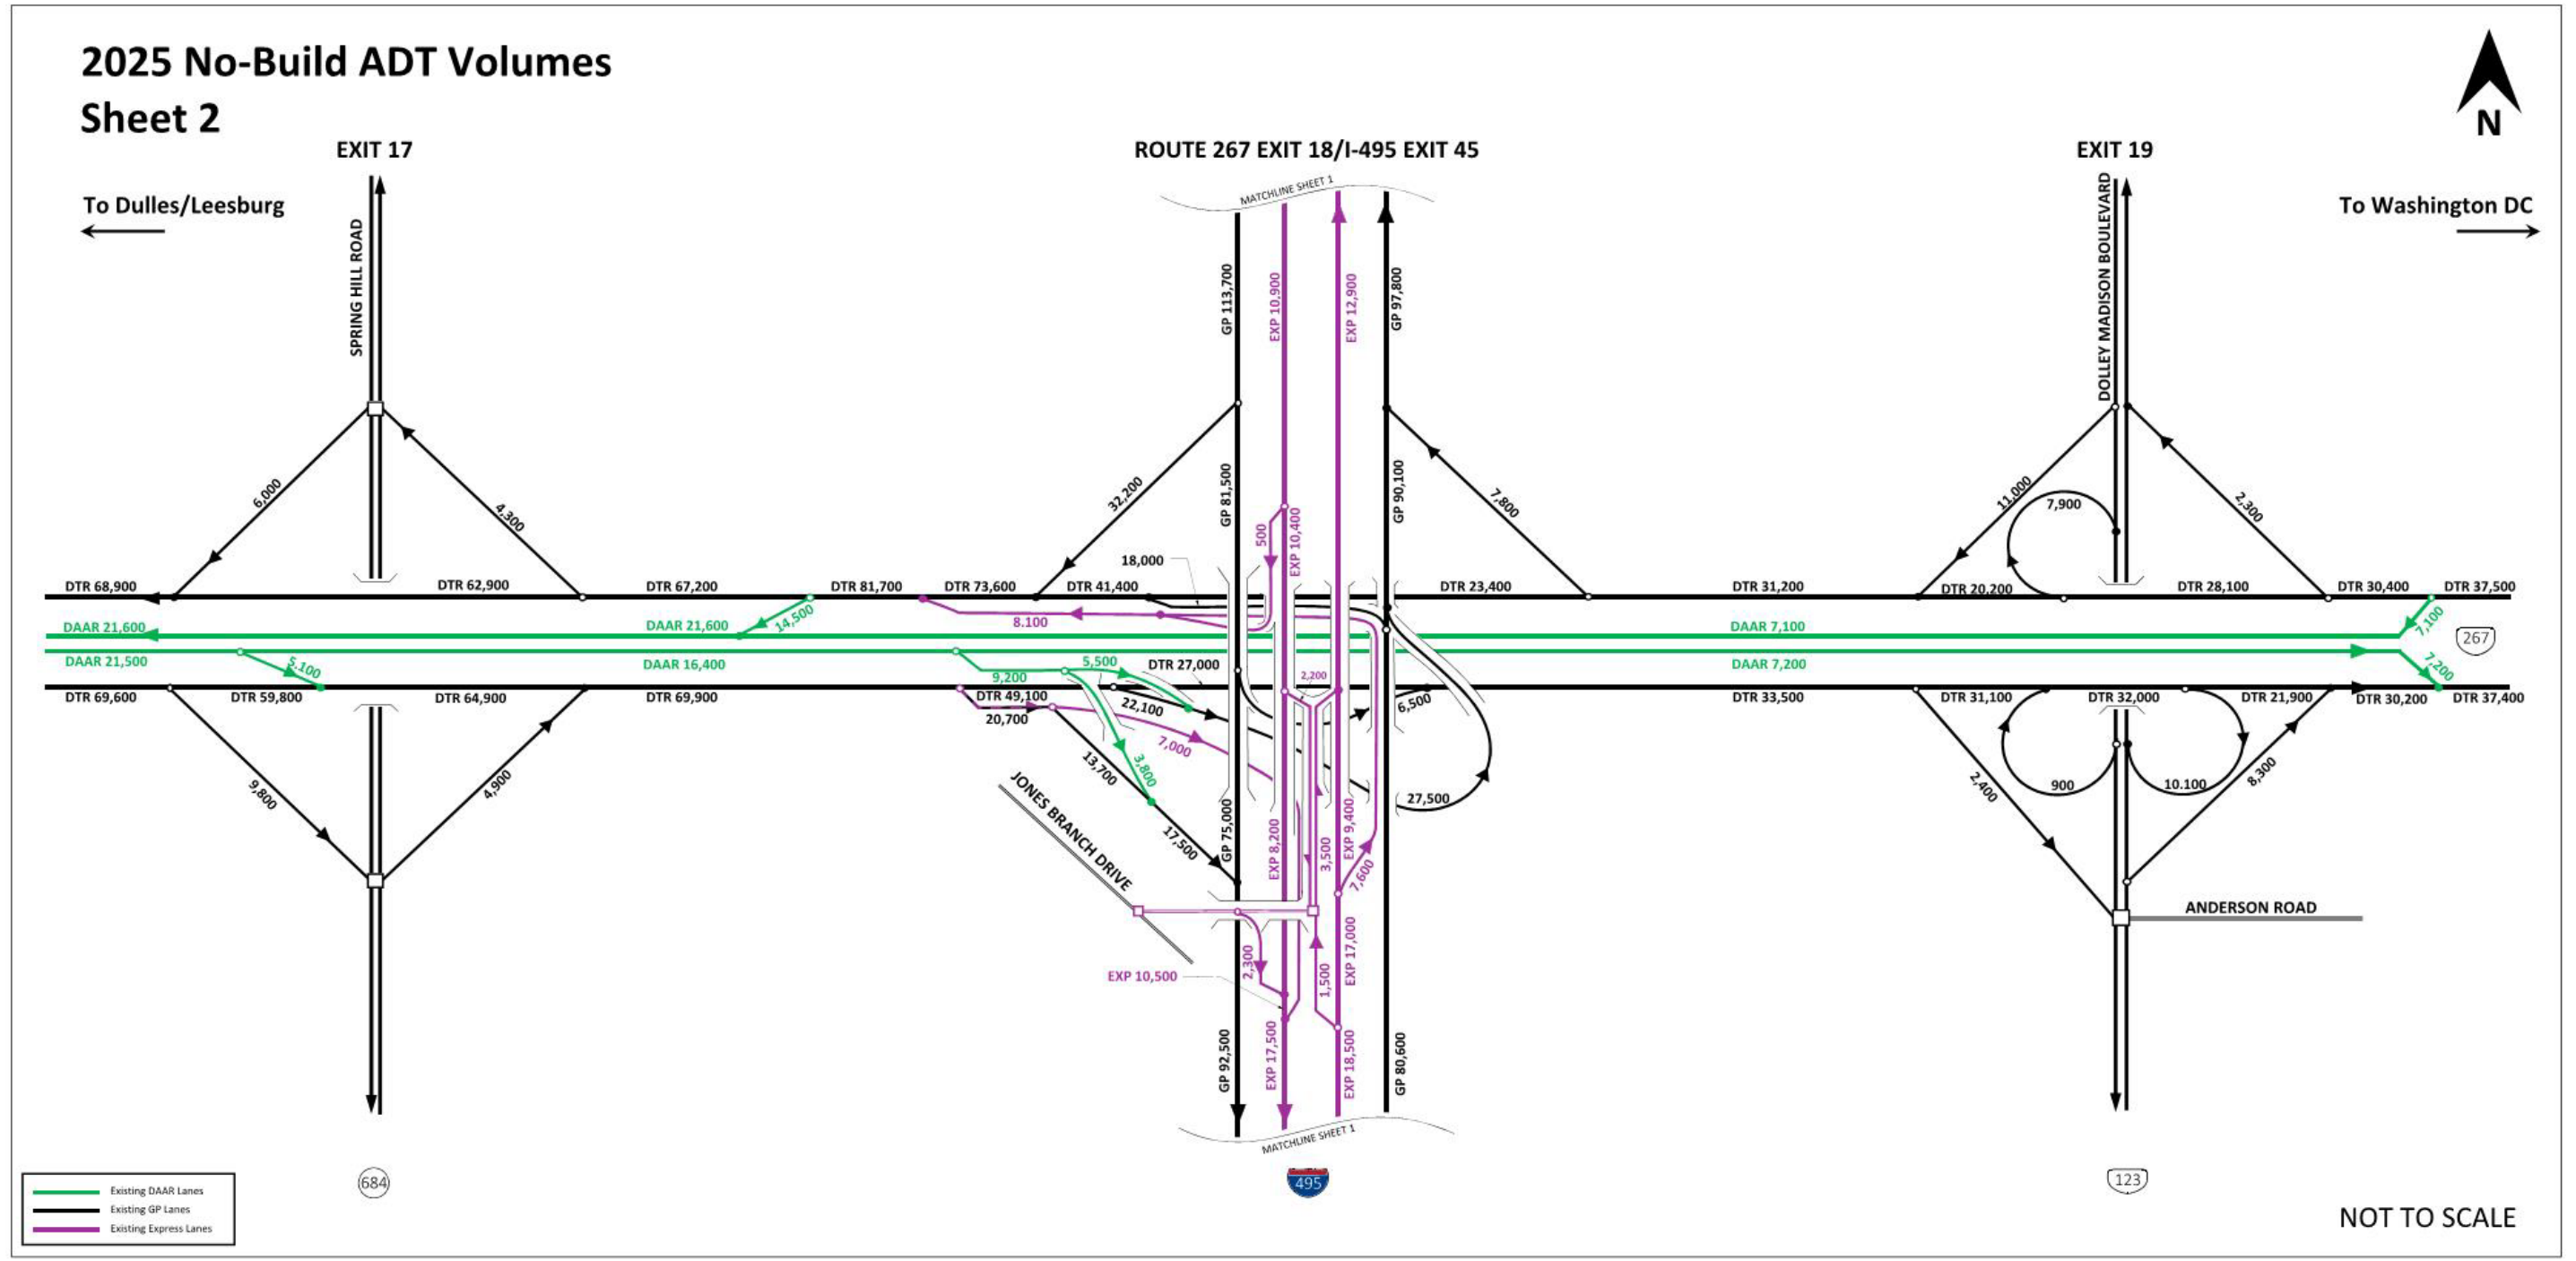 2025 No-Build ADT Volumes
Sheet 2
N
EXIT 17
ROUTE 267 EXIT 18/I-495 EXIT 45
EXIT 19
To Dulles/Leesburg
To Washington DC
MATCHLINE SHEET 1
SPRING HILL ROAD
DOLLEY MADISON BOULEVARD
GP 113,700
EXP 10,900
EXP 12,900
GP 97,800
6,000
4,300
32,200
GP 81,500
500
EXP 10,400
GP 90,100
7,800
11,000
7,900
2,300
18,000
DTR 68,900
DTR 62,900
DTR 67,200
DTR 81,700
DTR 73,600
DTR 41,400
DTR 23,400
DTR 31,200
DTR 20,200
DTR 28,100
DTR 30,400
DTR 37,500
14,500
8.100
7,100
DAAR 21,600
DAAR 21,600
DAAR 7,100
267
DAAR 21,500
5.100
DAAR 16,400
9,200
5,500
DTR 27,000
2,200
DAAR 7,200
7,200
DTR 69,600
DTR 59,800
DTR 64,900
DTR 69,900
DTR 49,100
20,700
22,100
6,500
DTR 33,500
DTR 31,100
DTR 32,000
DTR 21,900
DTR 30,200
DTR 37,400
7,000
13,700
3,800
9,800
4,900
27,500
2,400
900
10.100
8,300
JONES BRANCH DRIVE
17,500
GP 75,000
EXP 8,200
3,500
EXP 9,400
7,600
ANDERSON ROAD
EXP 10,500
2,300
1,500
EXP 17,000
GP 92,500
EXP 17,500
EXP 18,500
GP 80,600
MATCHLINE SHEET 1
684
495
123
Existing DAAR Lanes
Existing GP Lanes
Existing Express Lanes
NOT TO SCALE